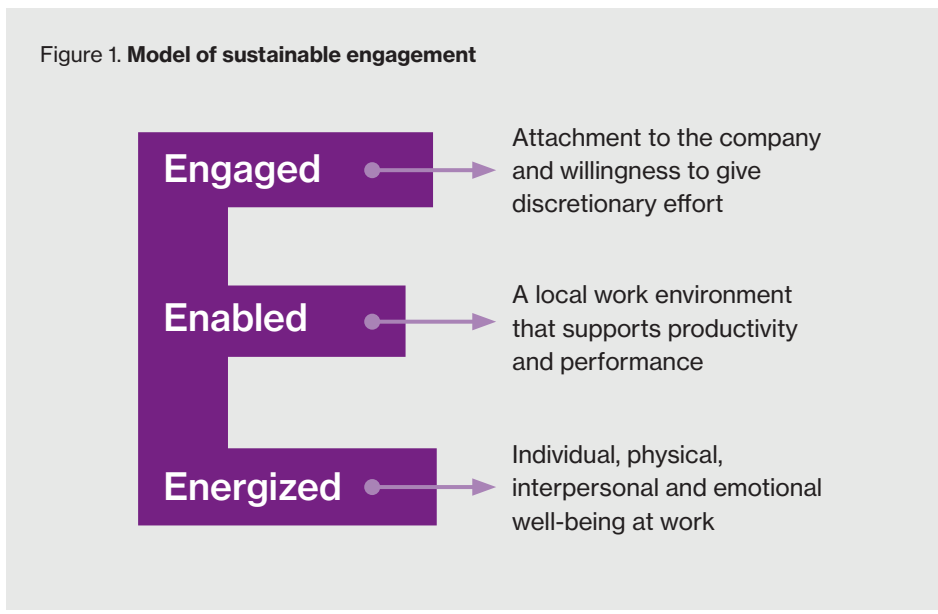 Figure 1. Model of sustainable engagement
Engaged
Attachment to the company
and willingness to give
discretionary effort
Enabled
A local work environment
that supports productivity
and performance
Energized
Individual, physical,
interpersonal and emotional
well-being at work